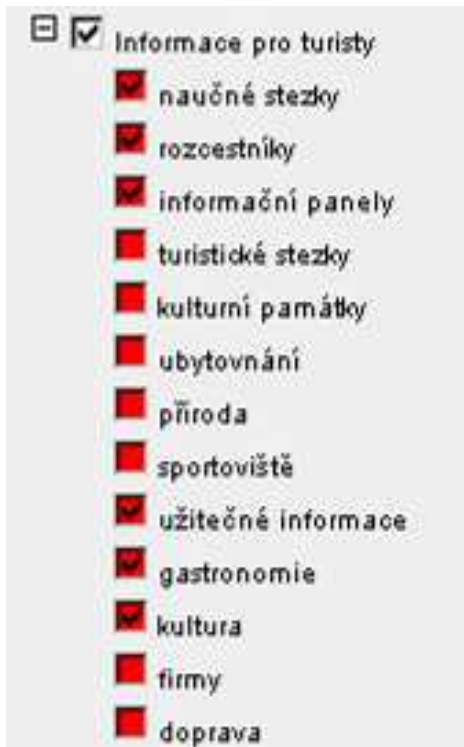 Informace pro turisty
naučné stezky
rozcestníky
informační panely
turistické stezky
kulturní památky
ubytovnání
příroda
sportoviště
užitečné informace
gastronomie
kultura
firmy
doprava